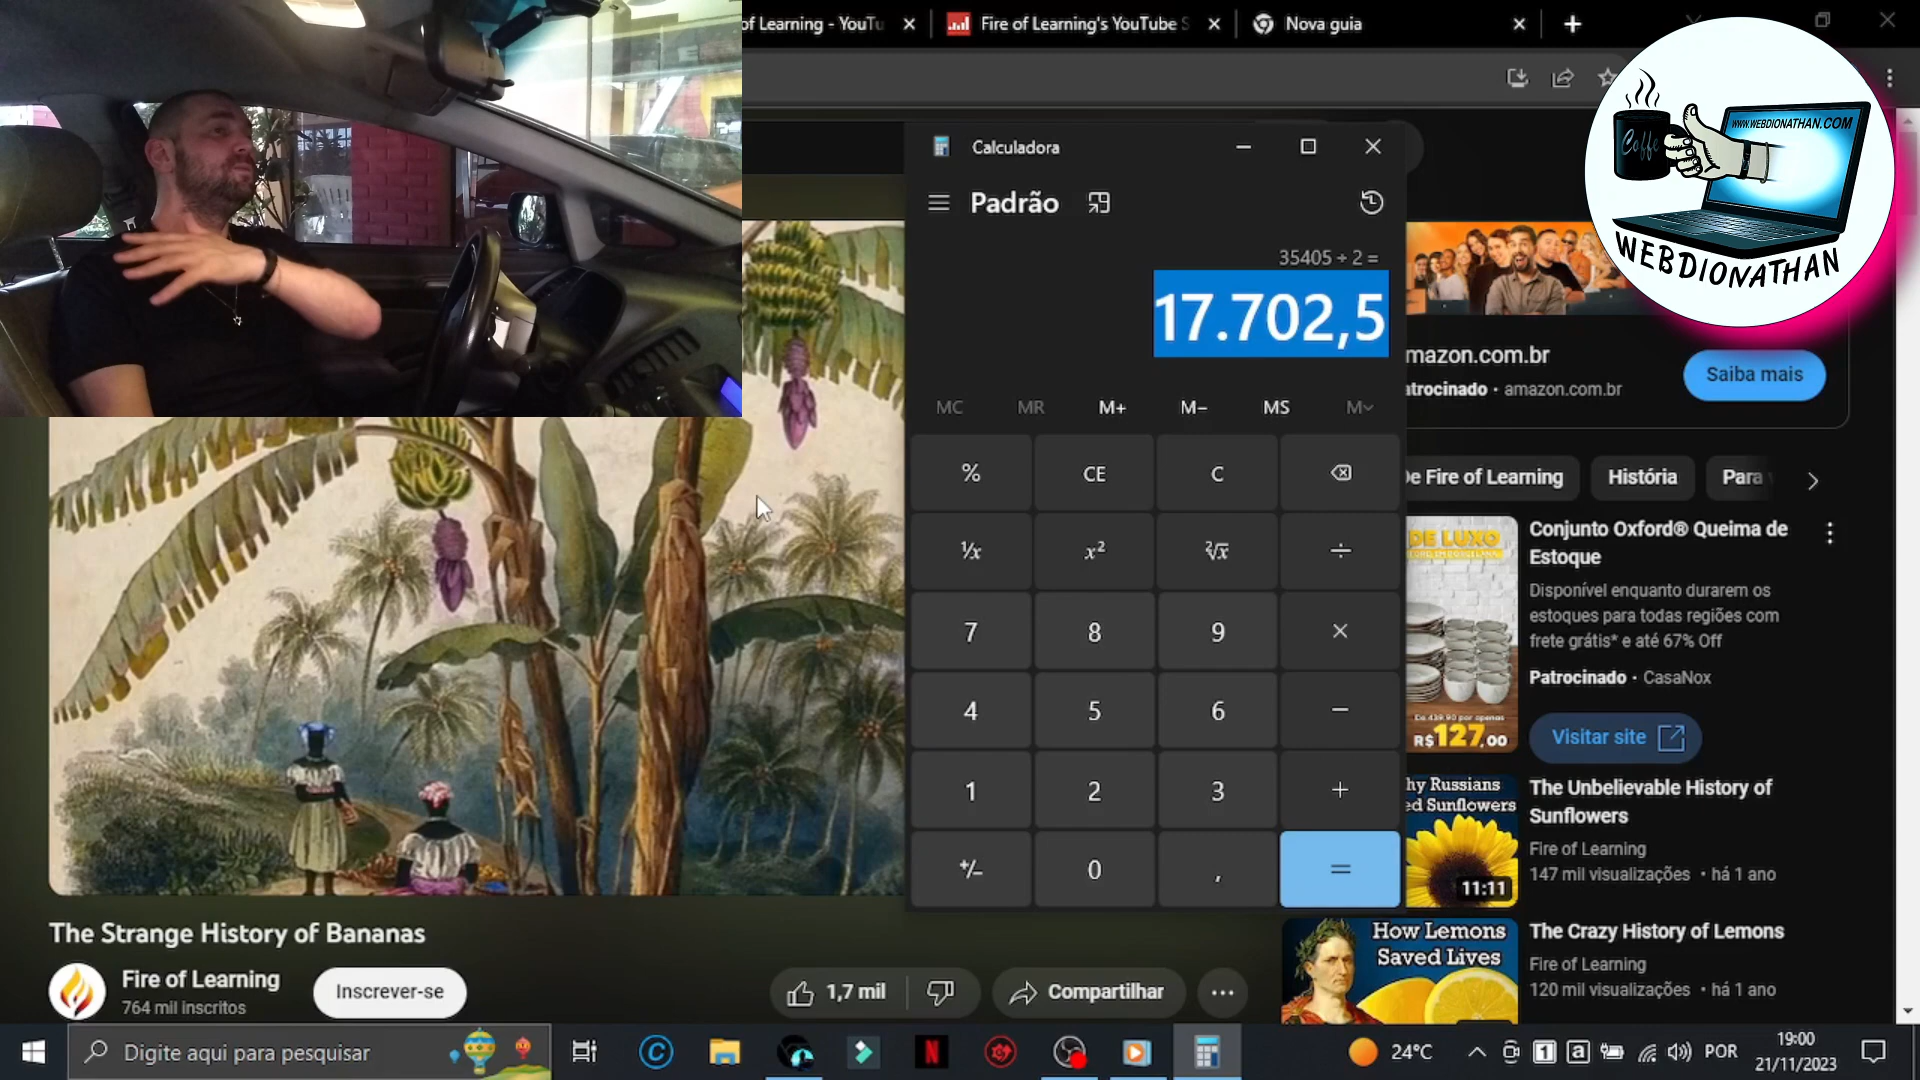 of Learning - YouTu
Fire of Learning's YouTube S
Nova guia
WWW.WEBDIONATHAN.COM
Coffe
WEBDIONATHAN
Calculadora
Padrão
35405 ÷ 2 =
17.702,5
MC MR M+ M− MS M
% CE C
¹/x x² ²√x ÷
7 8 9 ×
4 5 6 −
1 2 3 +
+/− 0 , =
mazon.com.br
atrocinado • amazon.com.br
Saiba mais
De Fire of Learning
História
Para
DE LUXO
De 439,90 por apenas
R$127,00
Conjunto Oxford® Queima de
Estoque
Disponível enquanto durarem os
estoques para todas regiões com
frete grátis* e até 67% Off
Patrocinado • CasaNox
Visitar site
hy Russians
ed Sunflowers
11:11
The Unbelievable History of
Sunflowers
Fire of Learning
147 mil visualizações • há 1 ano
How Lemons
Saved Lives
The Crazy History of Lemons
Fire of Learning
120 mil visualizações • há 1 ano
The Strange History of Bananas
Fire of Learning
764 mil inscritos
Inscrever-se
1,7 mil
Compartilhar
Digite aqui para pesquisar
24°C
POR
19:00
21/11/2023